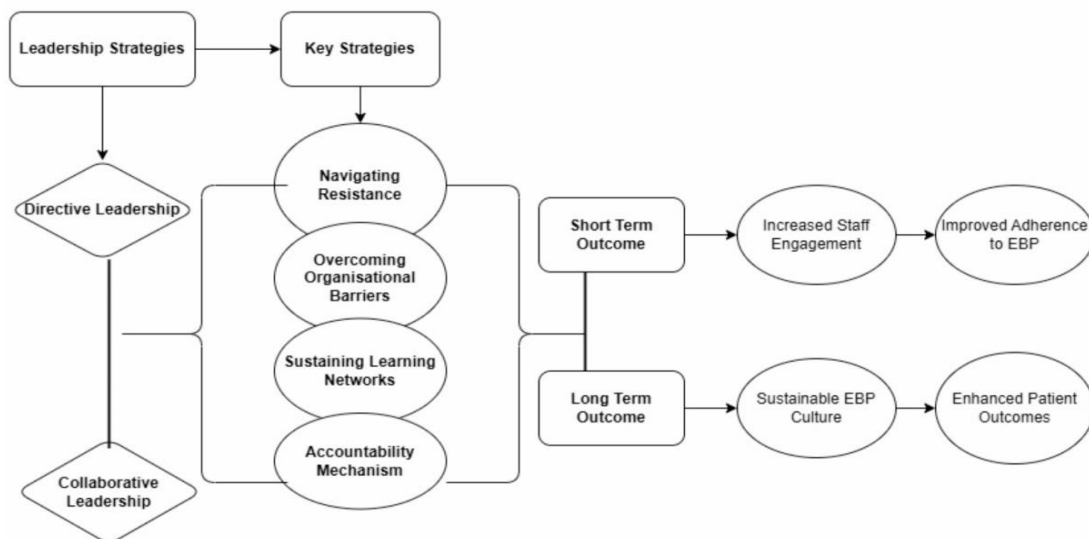 Leadership Strategies
Key Strategies
Directive Leadership
Collaborative
Leadership
Navigating
Resistance
Overcoming
Organisational
Barriers
Sustaining Learning
Networks
Accountability
Mechanism
Short Term
Outcome
Increased Staff
Engagement
Improved Adherence
to EBP
Long Term
Outcome
Sustainable EBP
Culture
Enhanced Patient
Outcomes